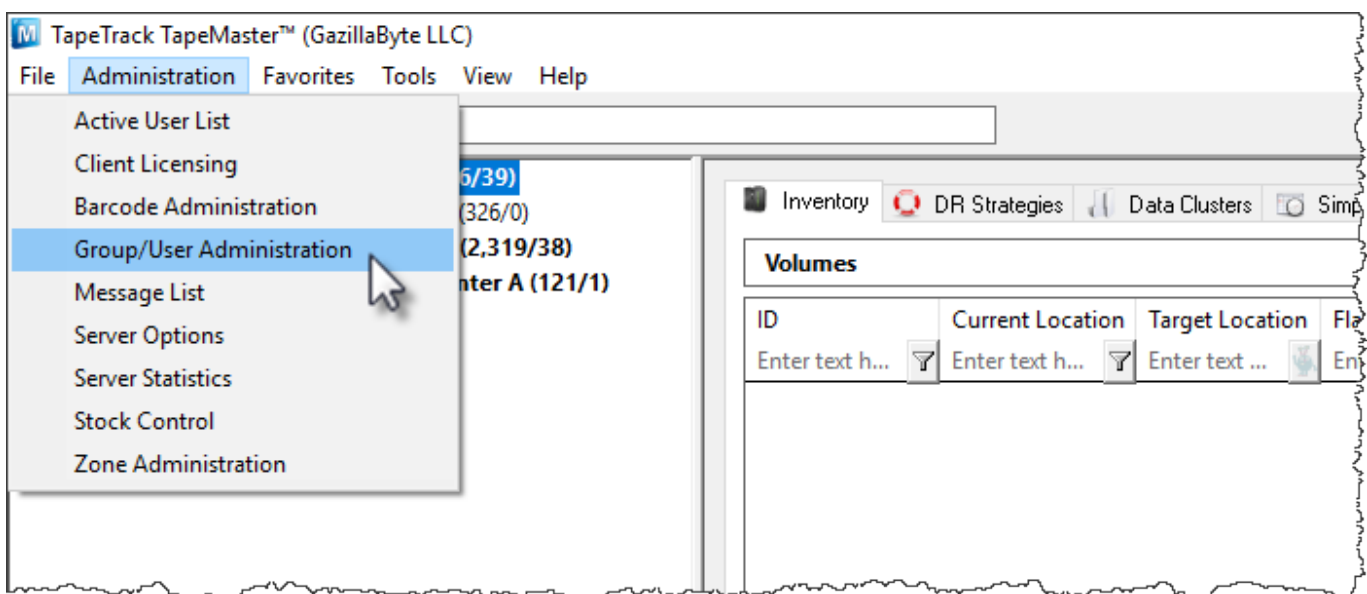 TapeTrack TapeMaster™ (GazillaByte LLC)
File Administration Favorites Tools View Help
Active User List
Client Licensing
Barcode Administration
Group/User Administration
Message List
Server Options
Server Statistics
Stock Control
Zone Administration
6/39)
(326/0)
(2,319/38)
nter A (121/1)
Inventory DR Strategies Data Clusters Simp
Volumes
ID Current Location Target Location Fla
Enter text h... Enter text h... Enter text ... En